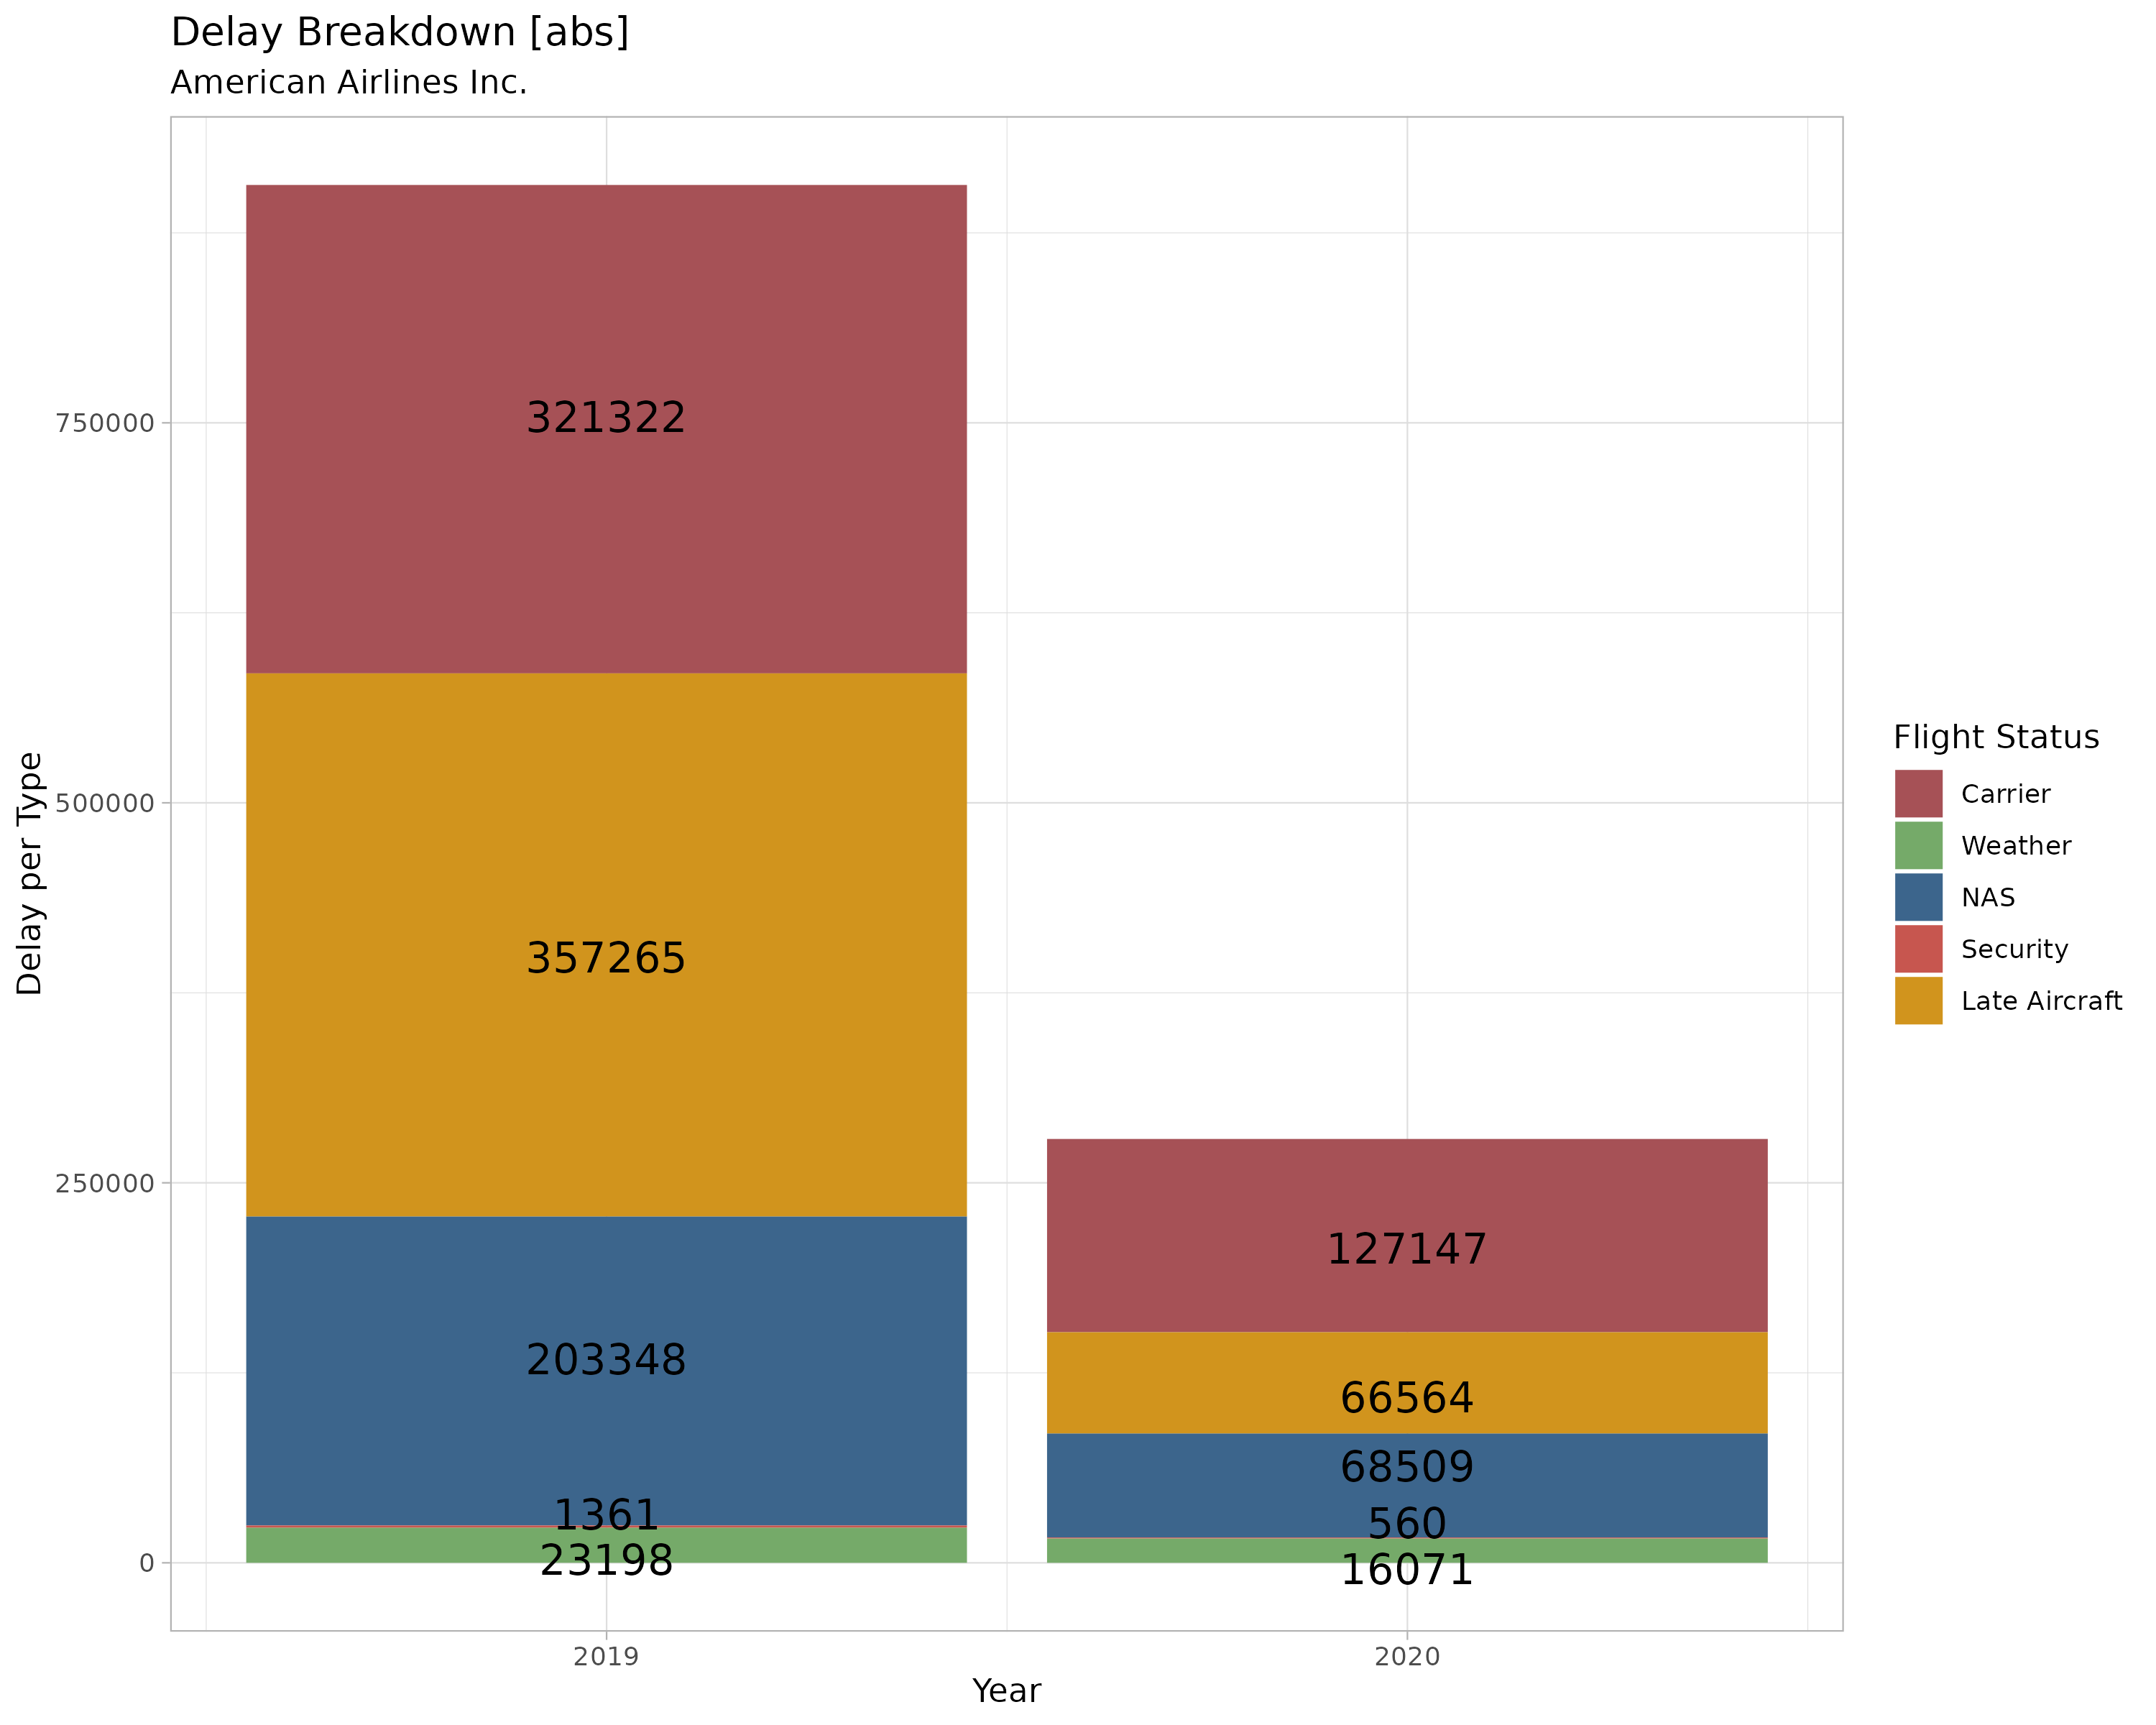 Delay Breakdown [abs]
American Airlines Inc.
Delay per Type
750000
500000
250000
0
321322
357265
203348
1361
23198
127147
66564
68509
560
16071
2019
2020
Year
Flight Status
Carrier
Weather
NAS
Security
Late Aircraft